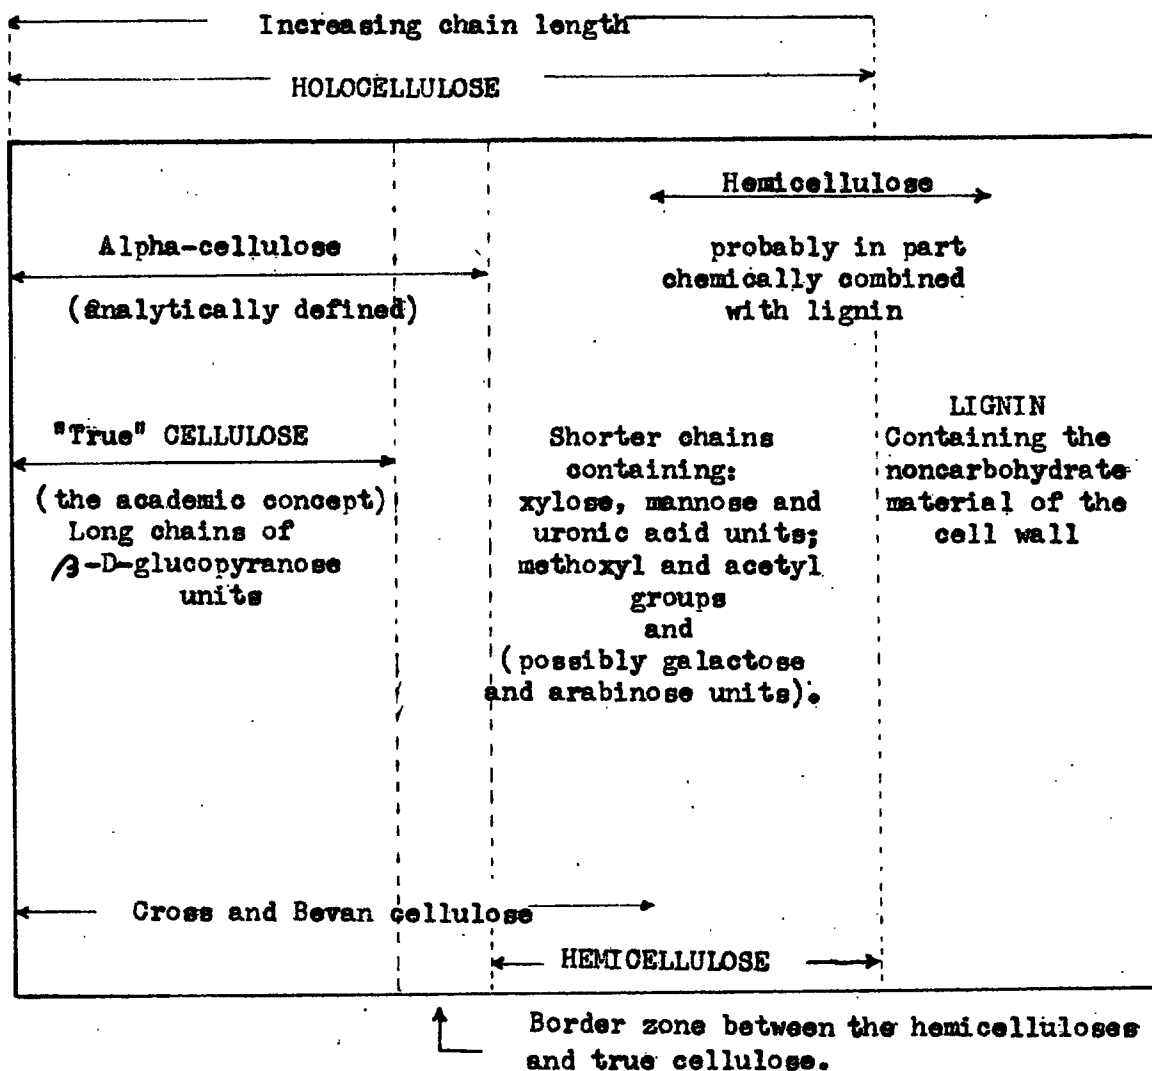 Increasing chain length
HOLOCELLULOSE
Hemicellulose
probably in part
chemically combined
with lignin
Alpha-cellulose
(analytically defined)
"True" CELLULOSE
(the academic concept)
Long chains of
β-D-glucopyranose
units
Shorter chains
containing:
xylose, mannose and
uronic acid units;
methoxyl and acetyl
groups
and
(possibly galactose
and arabinose units).
LIGNIN
Containing the
noncarbohydrate
material of the
cell wall
Cross and Bevan cellulose
HEMICELLULOSE
Border zone between the hemicelluloses
and true cellulose.